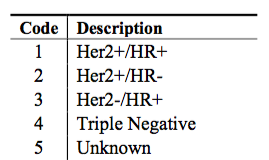 Code Description
1 Her2+/HR+
2 Her2+/HR-
3 Her2-/HR+
4 Triple Negative
5 Unknown